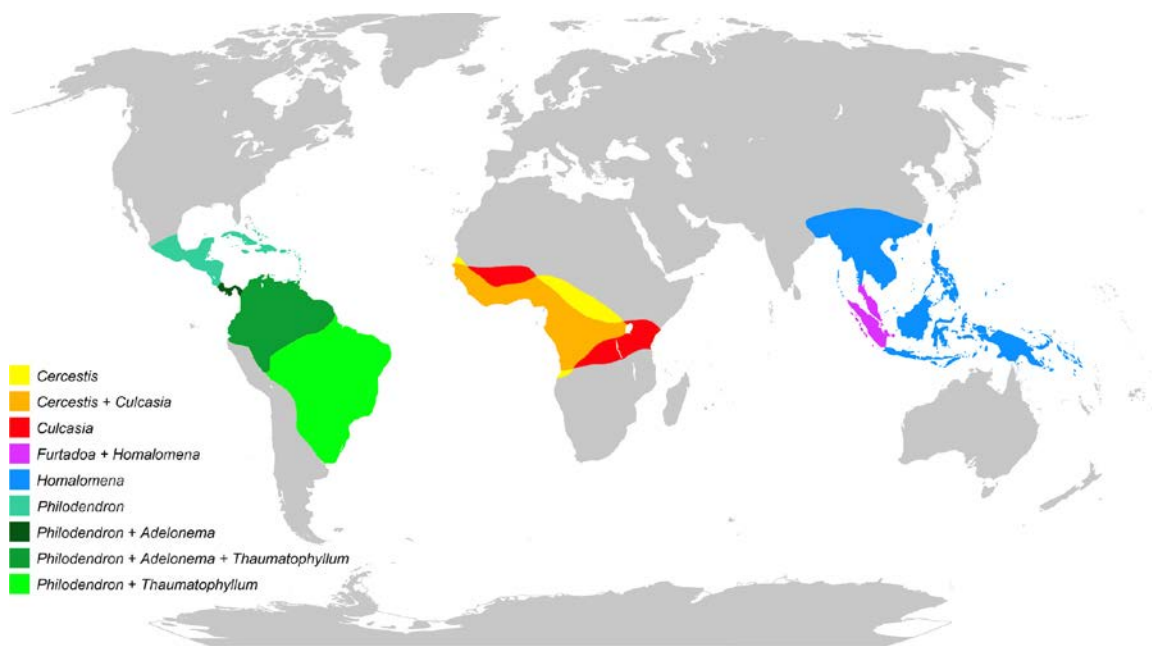 Cercestis
Cercestis + Culcasia
Culcasia
Furtadoa + Homalomena
Homalomena
Philodendron
Philodendron + Adelonema
Philodendron + Adelonema + Thaumatophyllum
Philodendron + Thaumatophyllum